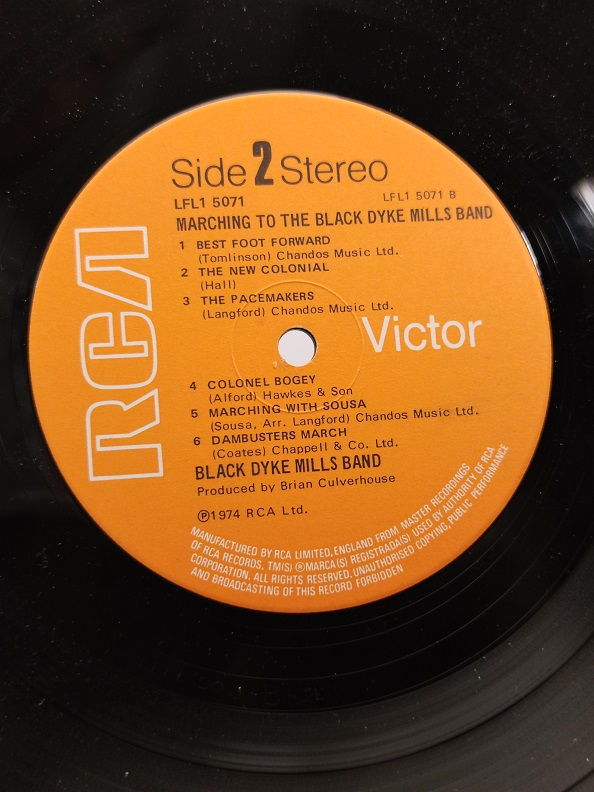 Side 2 Stereo
LFL1 5071
LFL1 5071 B
MARCHING TO THE BLACK DYKE MILLS BAND
1 BEST FOOT FORWARD
(Tomlinson) Chandos Music Ltd.
2 THE NEW COLONIAL
(Hall)
3 THE PACEMAKERS
(Langford) Chandos Music Ltd.
RCA
Victor
4 COLONEL BOGEY
(Alford) Hawkes & Son
5 MARCHING WITH SOUSA
(Sousa, Arr. Langford) Chandos Music Ltd.
6 DAMBUSTERS MARCH
(Coates) Chappell & Co. Ltd.
BLACK DYKE MILLS BAND
Produced by Brian Culverhouse
℗1974 RCA Ltd.
MANUFACTURED BY RCA LIMITED, ENGLAND FROM MASTER RECORDINGS
OF RCA RECORDS, TM(S) ® MARCA(S) REGISTRADA(S) USED BY AUTHORITY OF RCA
CORPORATION. ALL RIGHTS RESERVED. UNAUTHORISED COPYING, PUBLIC PERFORMANCE
AND BROADCASTING OF THIS RECORD FORBIDDEN